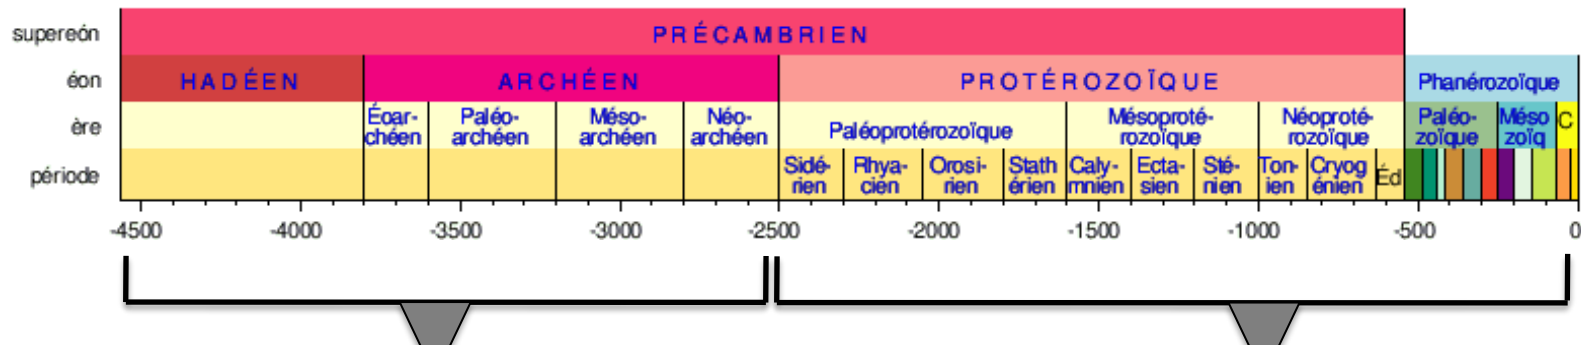 supereón
PRÉCAMBRIEN
éon
HADÉEN
ARCHÉEN
PROTÉROZOÏQUE
Phanérozoïque
ère
Éoar-
chéen
Paléo-
archéen
Méso-
archéen
Néo-
archéen
Paléoprotérozoïque
Mésoproté-
rozoïque
Néoproté-
rozoïque
Paléo-
zoïque
Méso
zoïq
C
période
Sidé-
rien
Rhya-
cien
Orosi-
rien
Stath
érien
Caly-
mnien
Ecta-
sien
Sté-
nien
Ton-
ien
Cryog
énien
Éd
-4500 -4000 -3500 -3000 -2500 -2000 -1500 -1000 -500 0